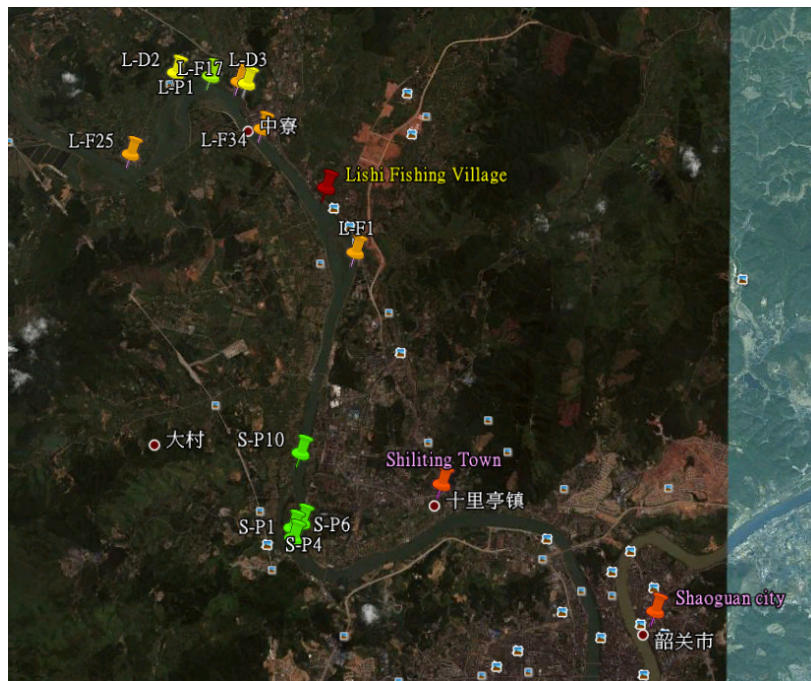 L-D2
L-F17
L-D3
L-P1
L-F34
中寮
L-F25
Lishi Fishing Village
L-F1
大村
S-P10
Shiliting Town
十里亭镇
S-P1
S-P6
S-P4
Shaoguan city
韶关市